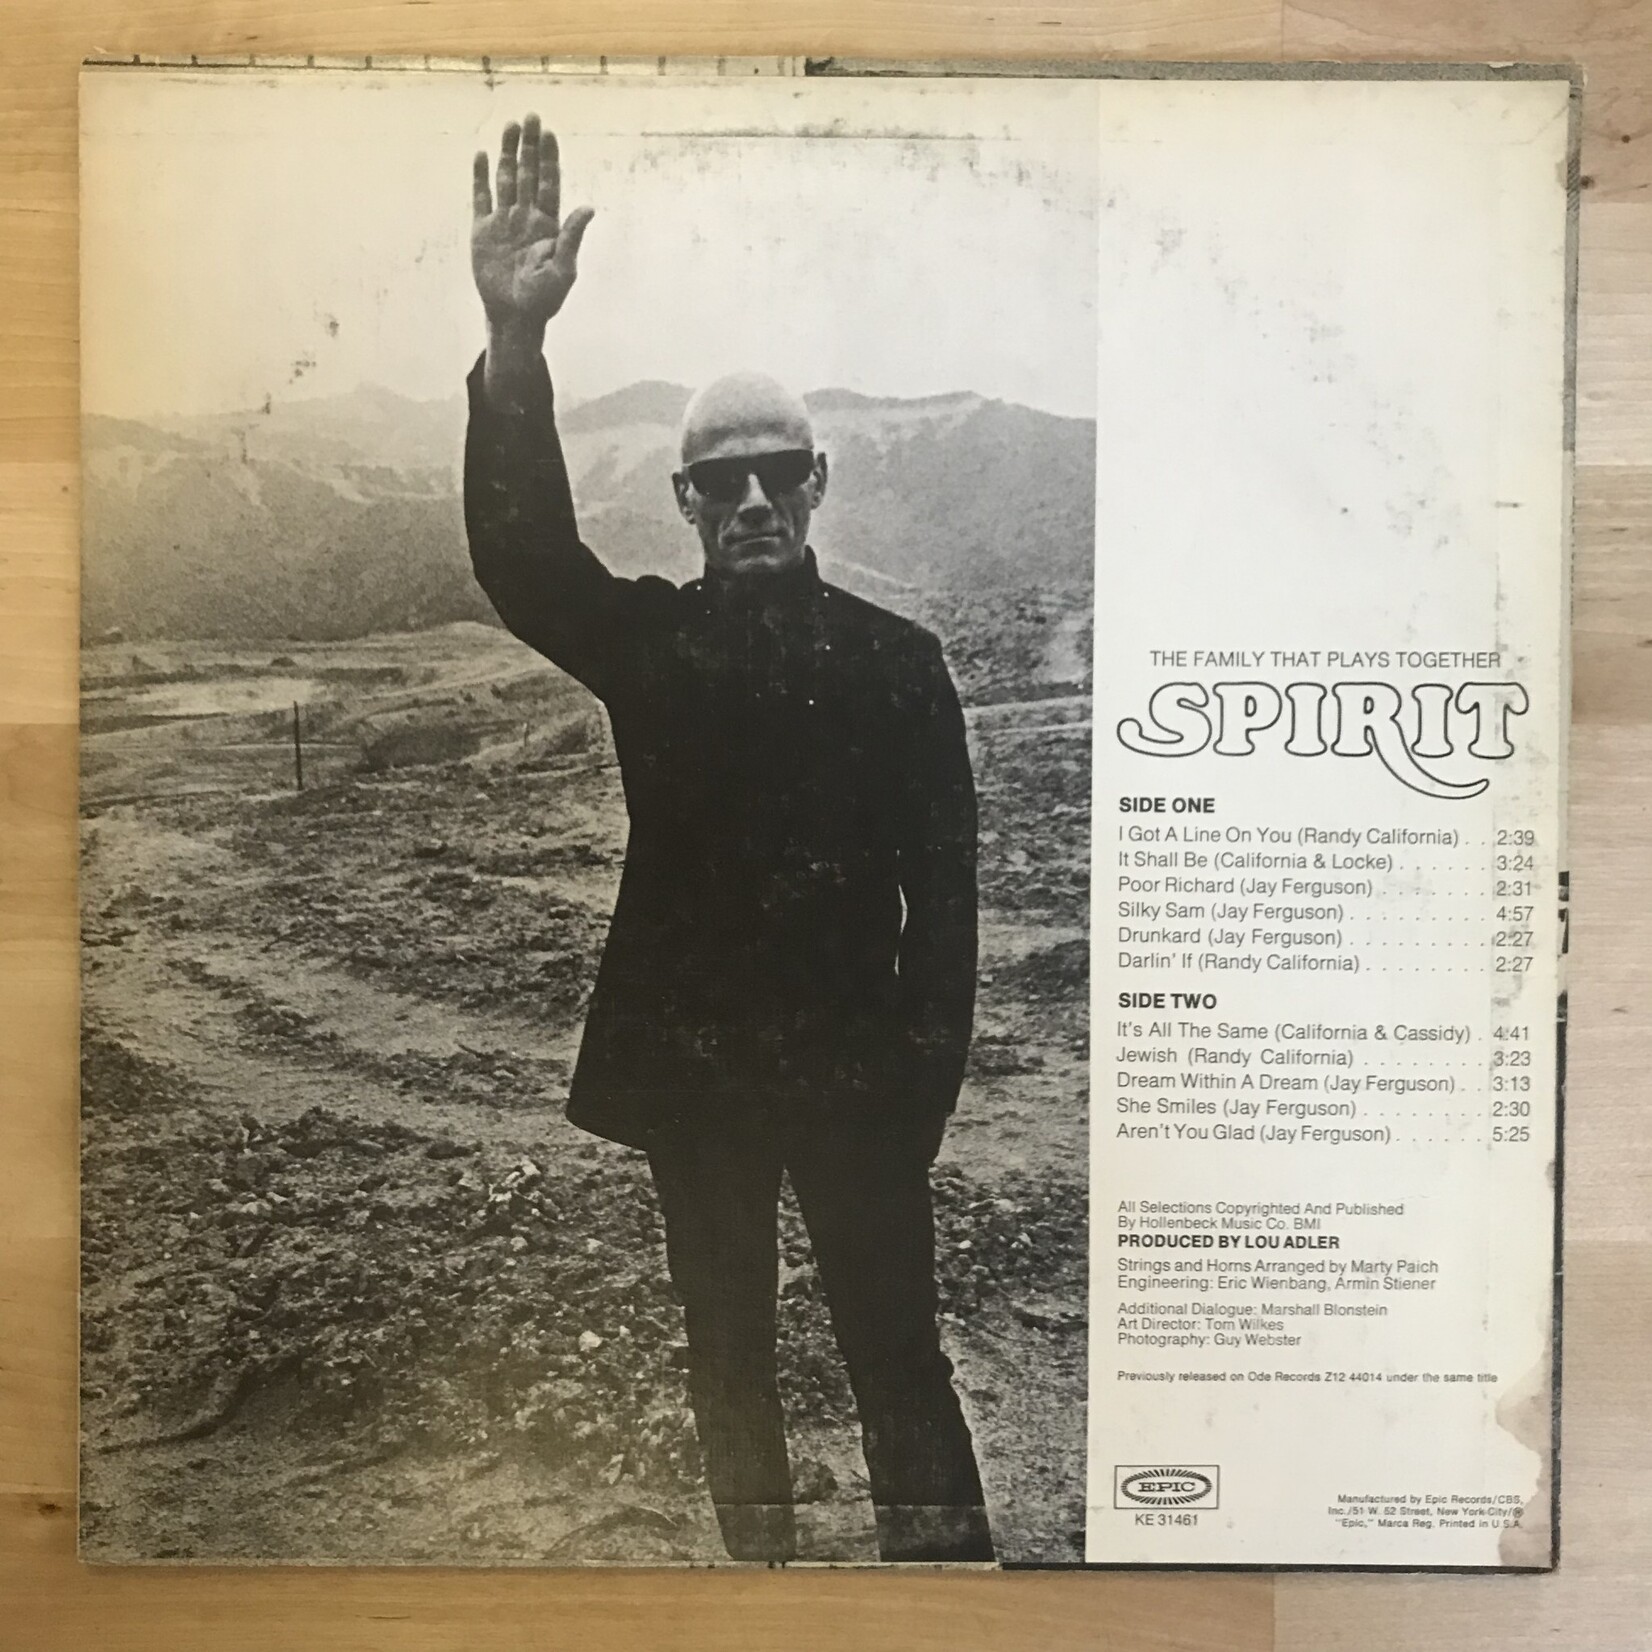 THE FAMILY THAT PLAYS TOGETHER
SPIRIT
SIDE ONE
I Got A Line On You (Randy California) . . 2:39
It Shall Be (California & Locke) . . . . . . 3:24
Poor Richard (Jay Ferguson) . . . . . . . 2:31
Silky Sam (Jay Ferguson) . . . . . . . . . 4:57
Drunkard (Jay Ferguson) . . . . . . . . . 2:27
Darlin' If (Randy California) . . . . . . . . 2:27
SIDE TWO
It's All The Same (California & Cassidy) . 4:41
Jewish (Randy California) . . . . . . . . 3:23
Dream Within A Dream (Jay Ferguson) . . 3:13
She Smiles (Jay Ferguson) . . . . . . . . 2:30
Aren't You Glad (Jay Ferguson) . . . . . . 5:25
All Selections Copyrighted And Published
By Hollenbeck Music Co. BMI
PRODUCED BY LOU ADLER
Strings and Horns Arranged by Marty Paich
Engineering: Eric Wienbang, Armin Stiener
Additional Dialogue: Marshall Blonstein
Art Director: Tom Wilkes
Photography: Guy Webster
Previously released on Ode Records Z12 44014 under the same title
EPIC
KE 31461
Manufactured by Epic Records/CBS,
Inc./51 W. 52 Street, New York City/®
"Epic," Marca Reg. Printed in U.S.A.